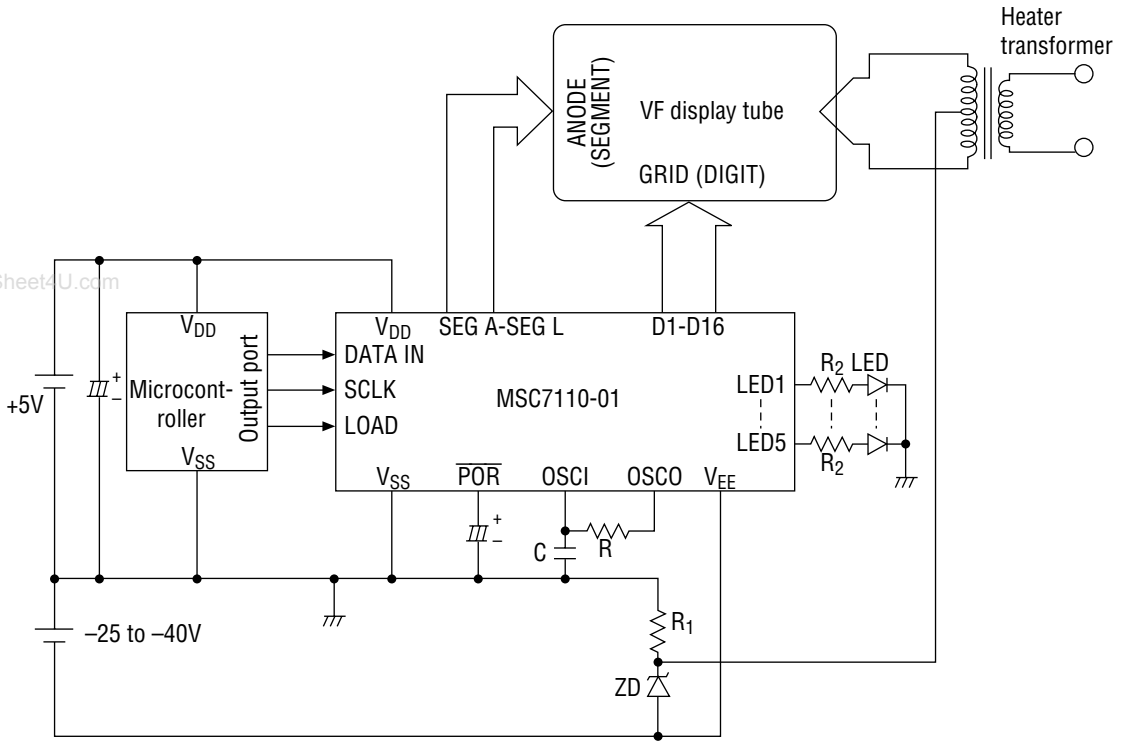 Heater
transformer
ANODE
(SEGMENT)
VF display tube
GRID (DIGIT)
Sheet4U.com
VDD
Microcont-
roller
Output port
VSS
+5V
+
–
VDD
SEG A-SEG L
D1-D16
DATA IN
SCLK
LOAD
MSC7110-01
LED1
LED5
R2 LED
R2
VSS
POR
OSCI
OSCO
VEE
+
–
C
R
–25 to –40V
R1
ZD